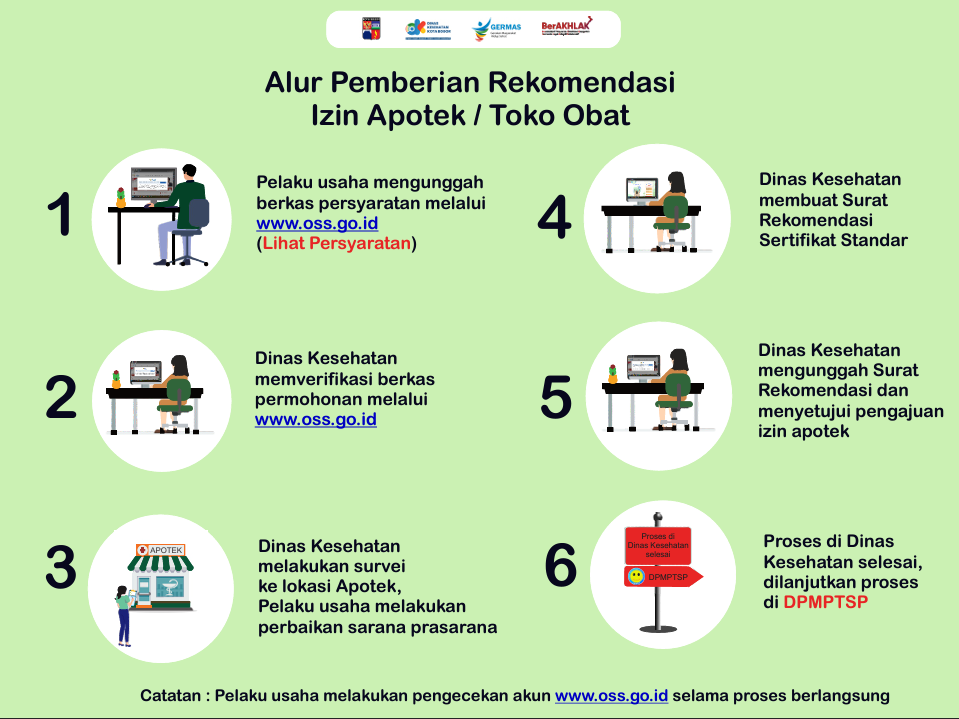 DINAS
KESEHATAN
KOTA BOGOR
GERMAS
BerAKHLAK
Alur Pemberian Rekomendasi
Izin Apotek / Toko Obat
1
Pelaku usaha mengunggah
berkas persyaratan melalui
www.oss.go.id
(Lihat Persyaratan)
2
Dinas Kesehatan
memverifikasi berkas
permohonan melalui
www.oss.go.id
3
APOTEK
Dinas Kesehatan
melakukan survei
ke lokasi Apotek,
Pelaku usaha melakukan
perbaikan sarana prasarana
4
Dinas Kesehatan
membuat Surat
Rekomendasi
Sertifikat Standar
5
Dinas Kesehatan
mengunggah Surat
Rekomendasi dan
menyetujui pengajuan
izin apotek
6
Proses di
Dinas Kesehatan
selesai
DPMPTSP
Proses di Dinas
Kesehatan selesai,
dilanjutkan proses
di DPMPTSP
Catatan : Pelaku usaha melakukan pengecekan akun www.oss.go.id selama proses berlangsung